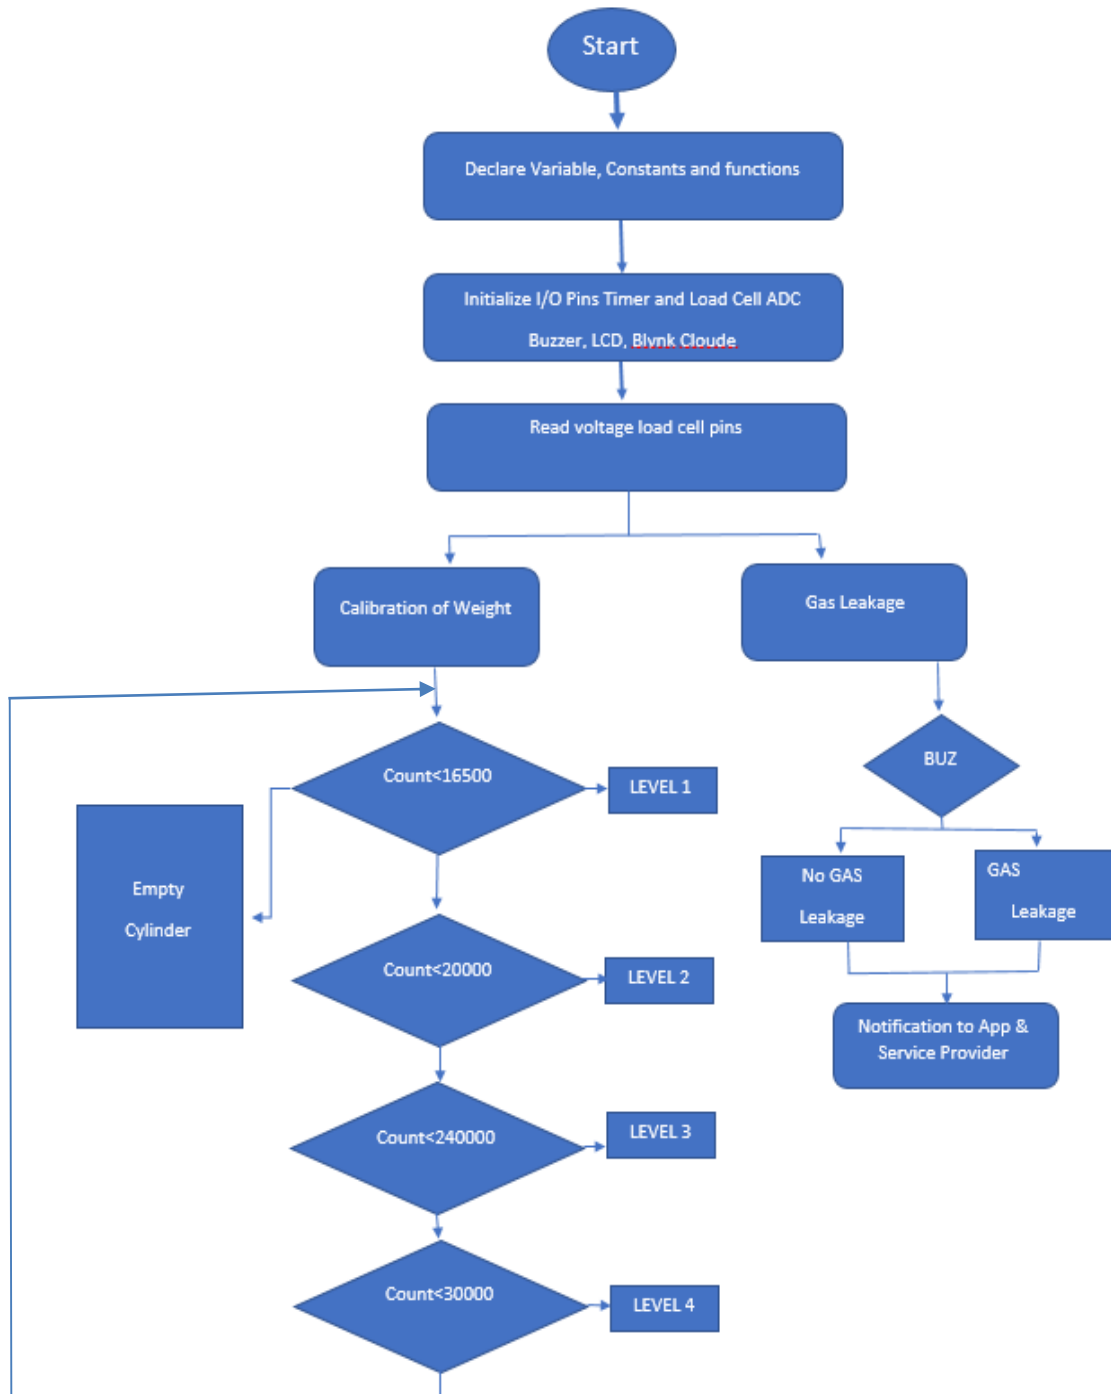 Start
Declare Variable, Constants and functions
Initialize I/O Pins Timer and Load Cell ADC
Buzzer, LCD, Blynk Cloude
Read voltage load cell pins
Calibration of Weight
Gas Leakage
Count<16500
LEVEL 1
Empty
Cylinder
Count<20000
LEVEL 2
Count<240000
LEVEL 3
Count<30000
LEVEL 4
BUZ
No GAS
Leakage
GAS
Leakage
Notification to App &
Service Provider